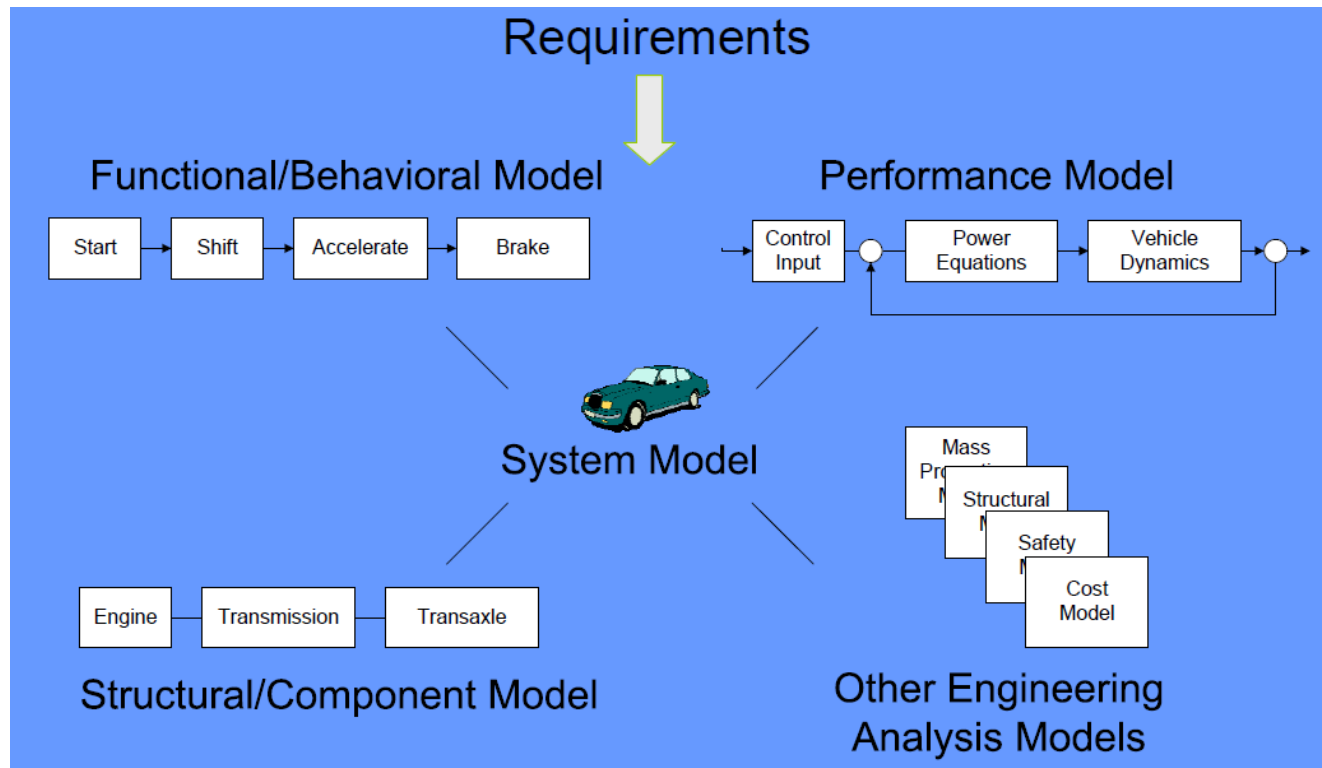 Requirements
Functional/Behavioral Model
Performance Model
Start
Shift
Accelerate
Brake
Control
Input
Power
Equations
Vehicle
Dynamics
System Model
Mass
Structural
Safety
Cost
Model
Engine
Transmission
Transaxle
Structural/Component Model
Other Engineering
Analysis Models